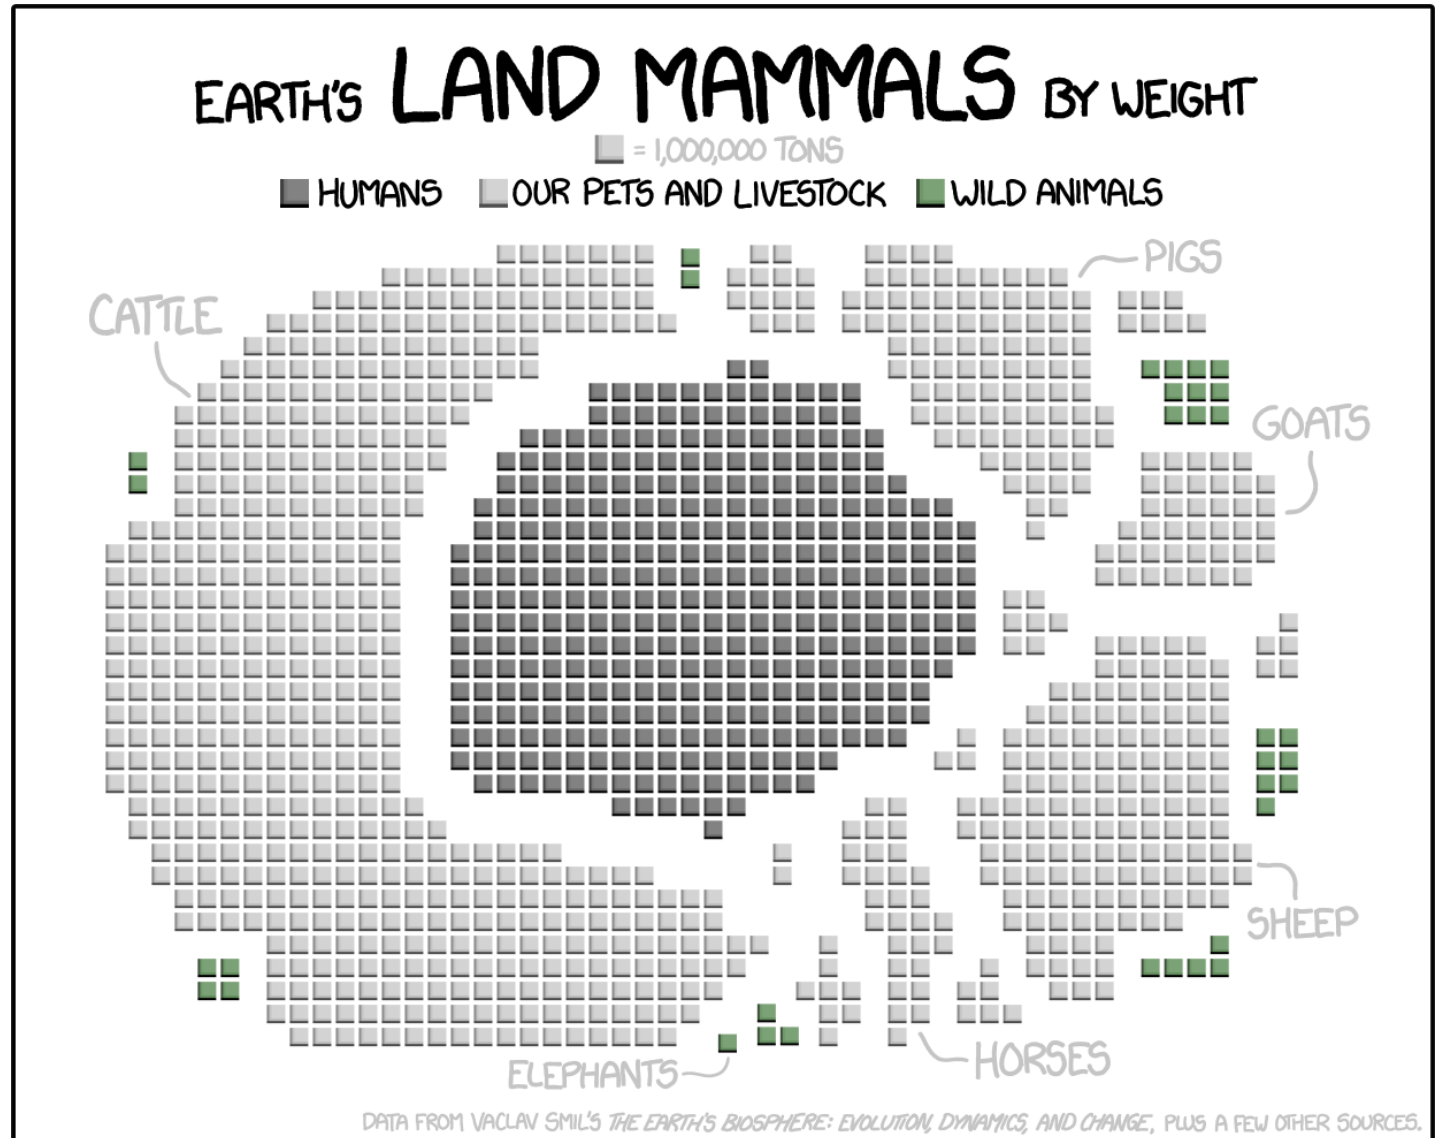 EARTH'S LAND MAMMALS BY WEIGHT
= 1,000,000 TONS
HUMANS OUR PETS AND LIVESTOCK WILD ANIMALS
PIGS
CATTLE
GOATS
SHEEP
HORSES
ELEPHANTS
DATA FROM VACLAV SMIL'S THE EARTH'S BIOSPHERE: EVOLUTION, DYNAMICS, AND CHANGE, PLUS A FEW OTHER SOURCES.